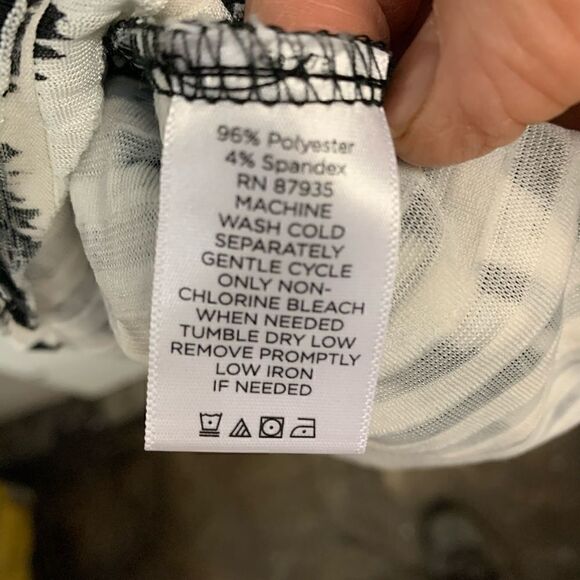 96% Polyester
4% Spandex
RN 87935
MACHINE
WASH COLD
SEPARATELY
GENTLE CYCLE
ONLY NON-
CHLORINE BLEACH
WHEN NEEDED
TUMBLE DRY LOW
REMOVE PROMPTLY
LOW IRON
IF NEEDED